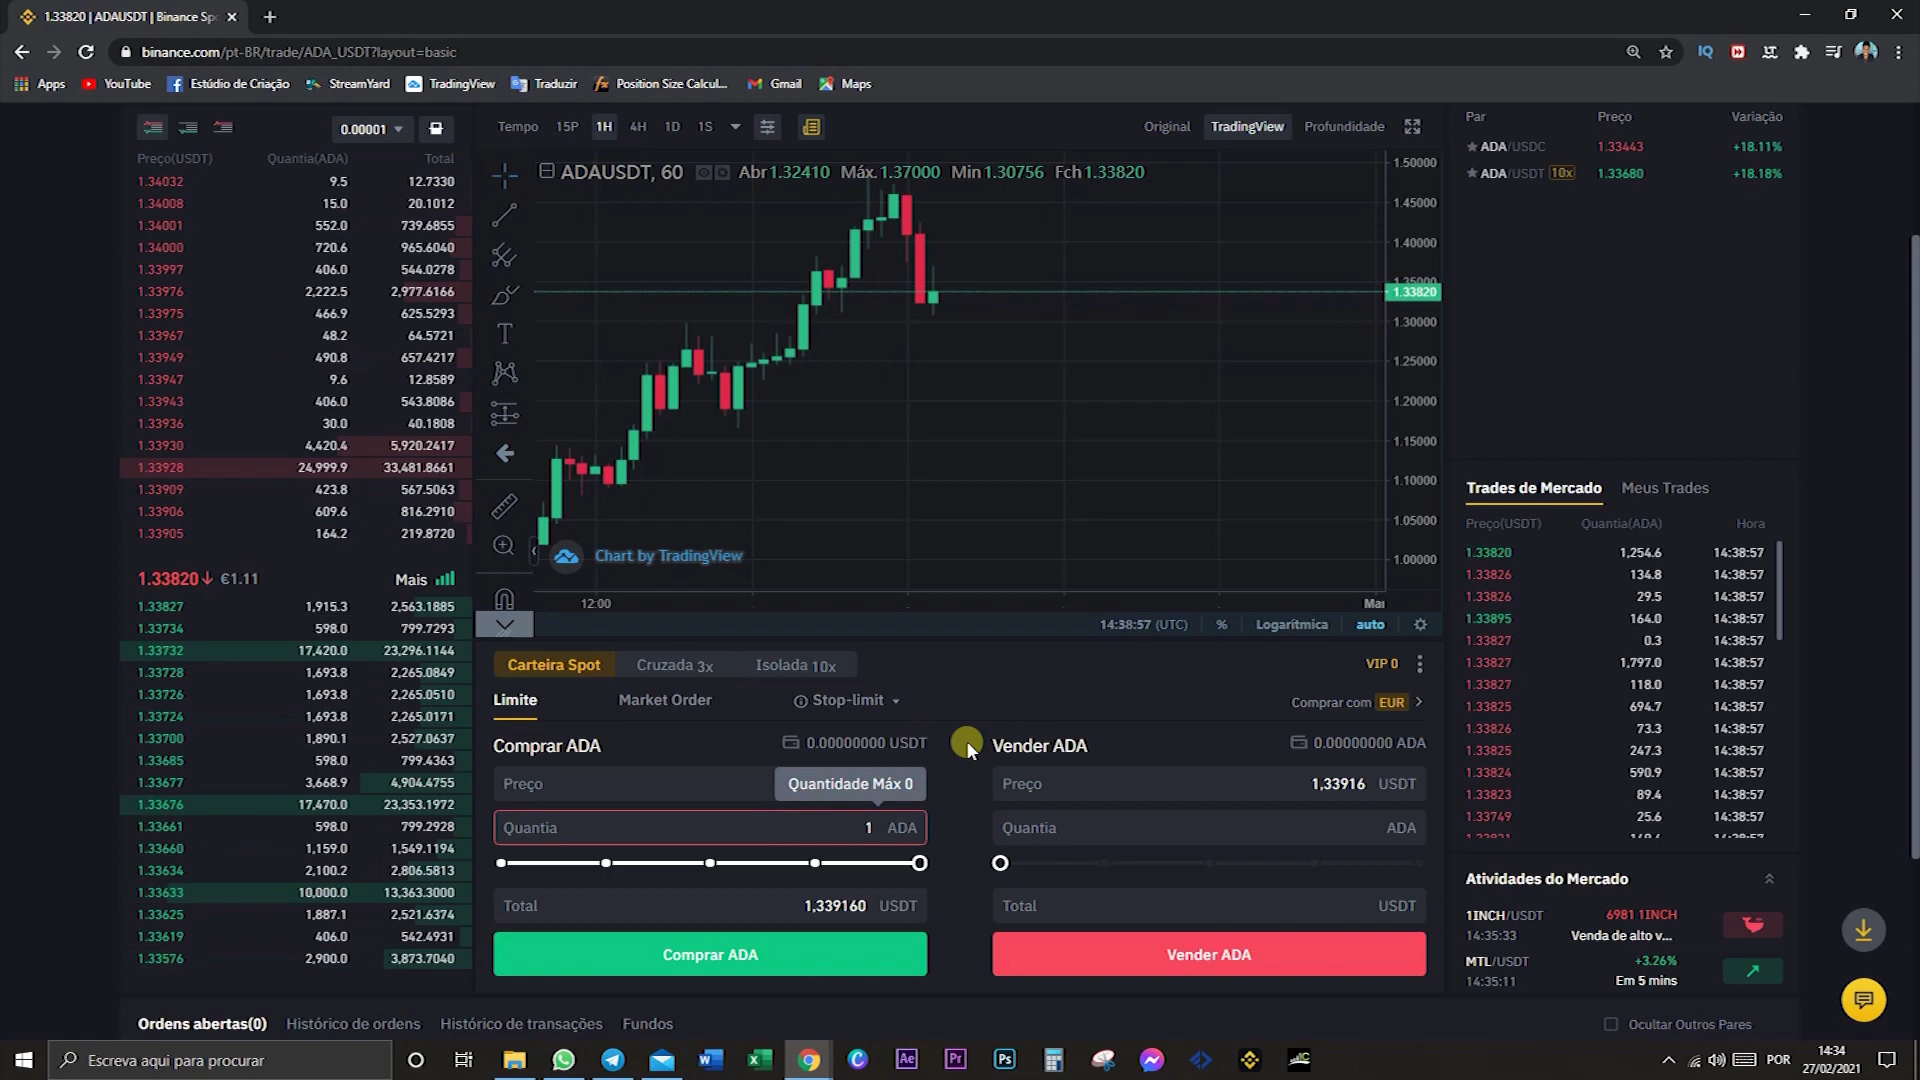 1.33820 | ADAUSDT | Binance Sp
binance.com/pt-BR/trade/ADA_USDT?layout=basic
Apps YouTube Estúdio de Criação StreamYard TradingView Traduzir Position Size Calcul... Gmail Maps
0.00001
Preço(USDT) Quantia(ADA) Total
1.34032 9.5 12.7330
1.34008 15.0 20.1012
1.34001 552.0 739.6855
1.34000 720.6 965.6040
1.33997 406.0 544.0278
1.33976 2,222.5 2,977.6166
1.33975 466.9 625.5293
1.33967 48.2 64.5721
1.33949 490.8 657.4217
1.33947 9.6 12.8589
1.33943 406.0 543.8086
1.33936 30.0 40.1808
1.33930 4,420.4 5,920.2417
1.33928 24,999.9 33,481.8661
1.33909 423.8 567.5063
1.33906 609.6 816.2910
1.33905 164.2 219.8720
1.33820 €1.11 Mais
1.33827 1,915.3 2,563.1885
1.33734 598.0 799.7293
1.33732 17,420.0 23,296.1144
1.33728 1,693.8 2,265.0849
1.33726 1,693.8 2,265.0510
1.33724 1,693.8 2,265.0171
1.33700 1,890.1 2,527.0637
1.33685 598.0 799.4363
1.33677 3,668.9 4,904.4755
1.33676 17,470.0 23,353.1972
1.33661 598.0 799.2928
1.33660 1,159.0 1,549.1194
1.33634 2,100.2 2,806.5813
1.33633 10,000.0 13,363.3000
1.33625 1,887.1 2,521.6374
1.33619 406.0 542.4931
1.33576 2,900.0 3,873.7040
Tempo 15P 1H 4H 1D 1S
Original TradingView Profundidade
ADAUSDT, 60 Abr1.32410 Máx.1.37000 Min1.30756 Fch1.33820
1.50000
1.45000
1.40000
1.35000
1.33820
1.30000
1.25000
1.20000
1.15000
1.10000
1.05000
1.00000
Chart by TradingView
12:00 Mai
14:38:57 (UTC) % Logarítmica auto
Carteira Spot Cruzada 3x Isolada 10x VIP 0
Limite Market Order Stop-limit Comprar com EUR
Comprar ADA 0.00000000 USDT
Preço Quantidade Máx 0
Quantia 1 ADA
Total 1,339160 USDT
Comprar ADA
Vender ADA 0.00000000 ADA
Preço 1,33916 USDT
Quantia ADA
Total USDT
Vender ADA
Par Preço Variação
ADA/USDC 1.33443 +18.11%
ADA/USDT 10x 1.33680 +18.18%
Trades de Mercado Meus Trades
Preço(USDT) Quantia(ADA) Hora
1.33820 1,254.6 14:38:57
1.33826 134.8 14:38:57
1.33826 29.5 14:38:57
1.33895 164.0 14:38:57
1.33827 0.3 14:38:57
1.33827 1,797.0 14:38:57
1.33827 118.0 14:38:57
1.33825 694.7 14:38:57
1.33826 73.3 14:38:57
1.33825 247.3 14:38:57
1.33824 590.9 14:38:57
1.33823 89.4 14:38:57
1.33749 25.6 14:38:57
Atividades do Mercado
1INCH/USDT 6981 1INCH
14:35:33 Venda de alto v...
MTL/USDT +3.26%
14:35:11 Em 5 mins
Ordens abertas(0) Histórico de ordens Histórico de transações Fundos Ocultar Outros Pares
Escreva aqui para procurar
Ae Pr Ps
POR
14:34
27/02/2021